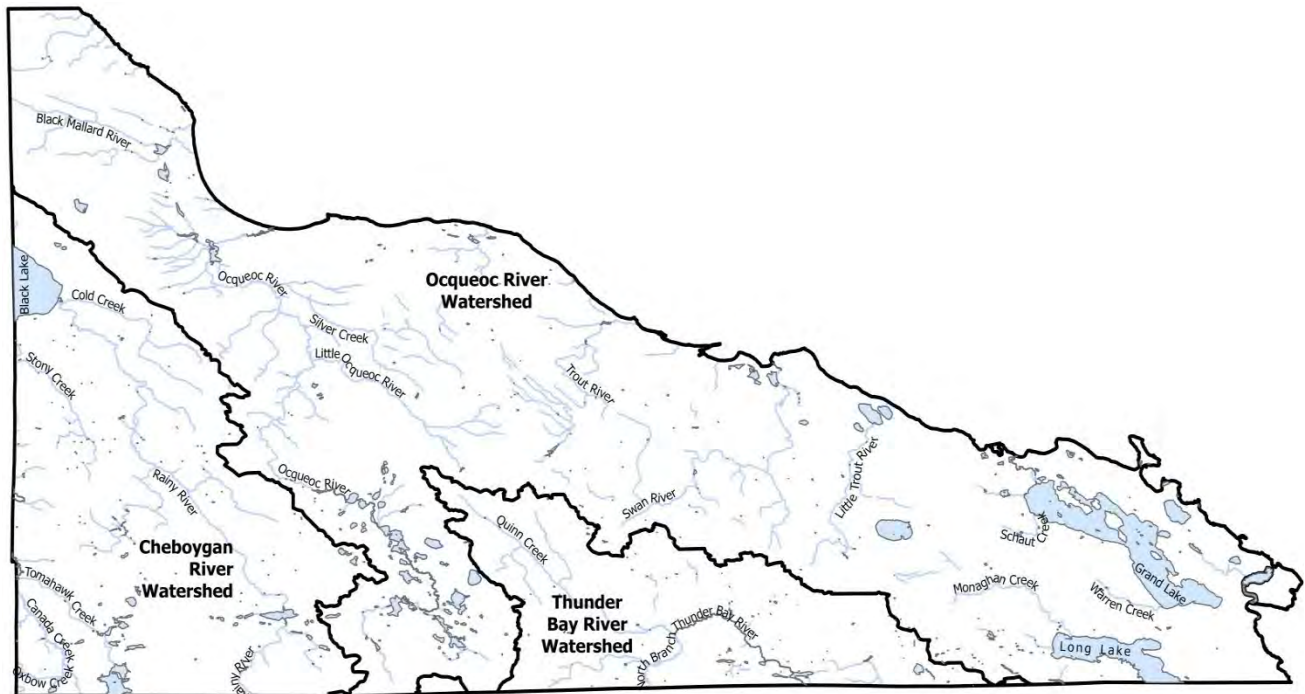 Black Mallard River
Black Lake
Cold Creek
Ocqueoc River
Ocqueoc River
Watershed
Silver Creek
Little Ocqueoc River
Stony Creek
Trout River
Rainy River
Ocqueoc River
Little Trout River
Swan River
Quinn Creek
Schaut Creek
Cheboygan
River
Watershed
Grand Lake
Monaghan Creek
Warren Creek
Tomahawk Creek
Canada Creek
Thunder
Bay River
Watershed
North Branch Thunder Bay River
Long Lake
Oxbow Creek
River